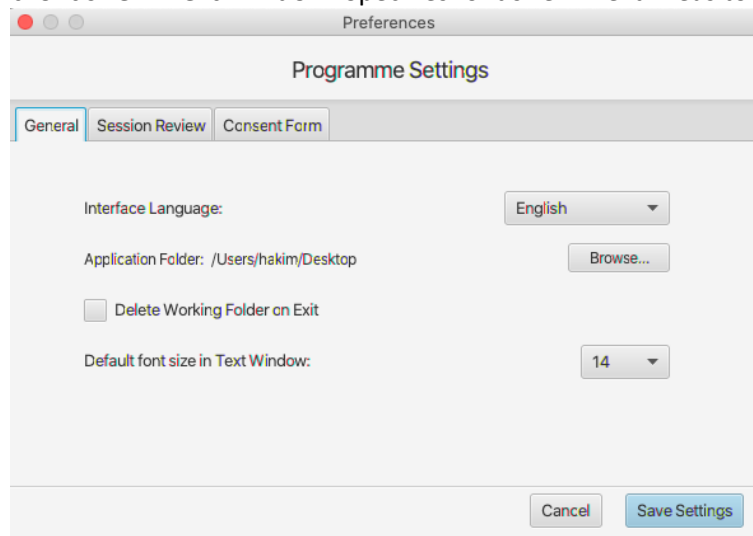 Preferences
Programme Settings
General Session Review Consent Form
Interface Language: English
Application Folder: /Users/hakim/Desktop Browse...
Delete Working Folder on Exit
Default font size in Text Window: 14
Cancel Save Settings